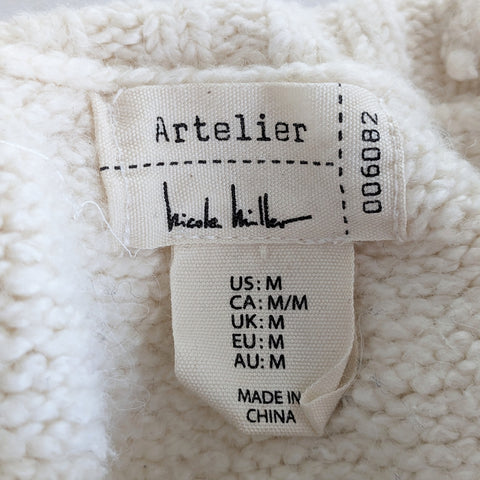 Artelier
Nicole Miller
006082
US: M
CA: M/M
UK: M
EU: M
AU: M
MADE IN
CHINA